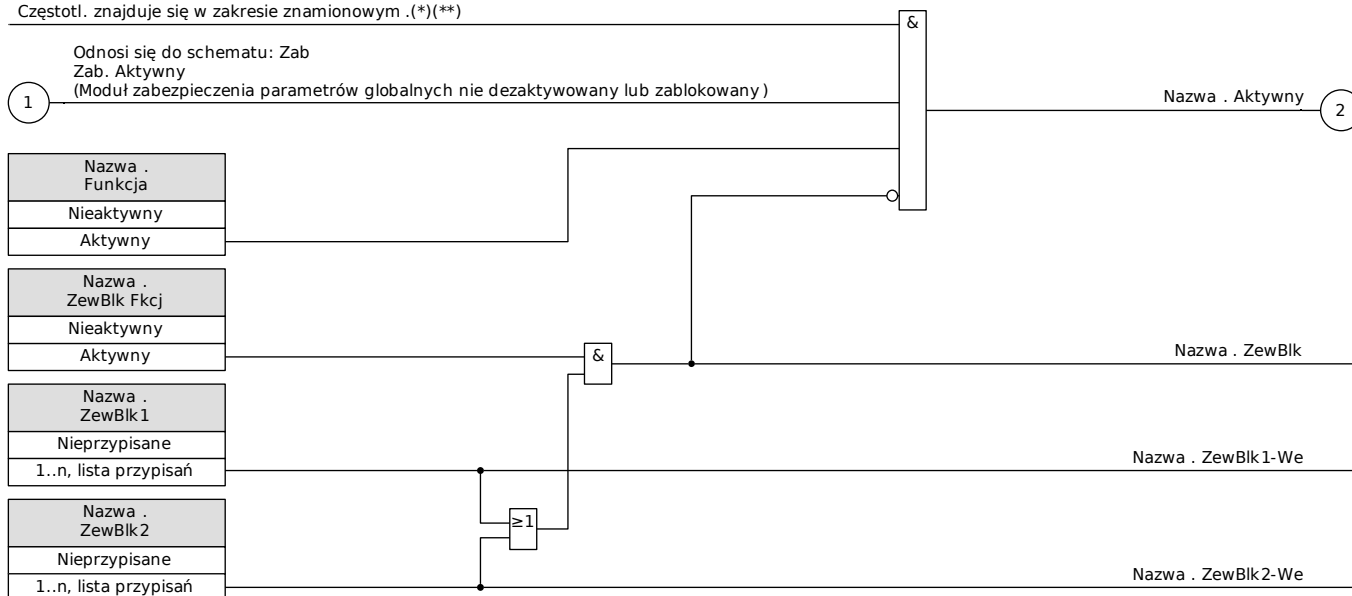 Częstotl. znajduje się w zakresie znamionowym .(*)(**)
&
Odnosi się do schematu: Zab
Zab. Aktywny
(Moduł zabezpieczenia parametrów globalnych nie dezaktywowany lub zablokowany )
1
Nazwa . Aktywny
2
Nazwa .
Funkcja
Nieaktywny
Aktywny
Nazwa .
ZewBlk Fkcj
Nieaktywny
Aktywny
&
Nazwa . ZewBlk
Nazwa .
ZewBlk1
Nieprzypisane
1..n, lista przypisań
Nazwa . ZewBlk1-We
Nazwa .
ZewBlk2
≥1
Nieprzypisane
1..n, lista przypisań
Nazwa . ZewBlk2-We